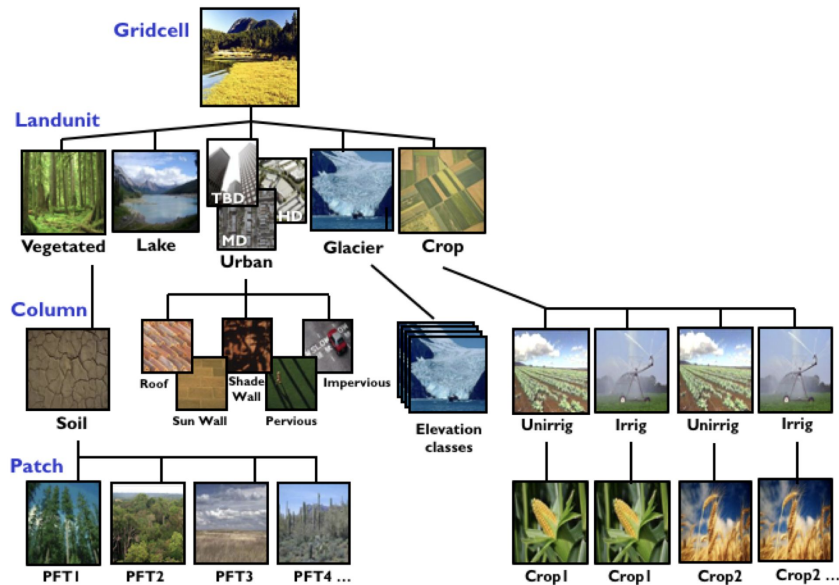 Gridcell
Landunit
TBD
HD
MD
Vegetated
Lake
Urban
Glacier
Crop
Column
Roof
Sun Wall
Shade
Wall
Pervious
Impervious
Soil
Elevation
classes
Unirrig
Irrig
Unirrig
Irrig
Patch
PFT1
PFT2
PFT3
PFT4 ...
Crop1
Crop1
Crop2
Crop2 ...